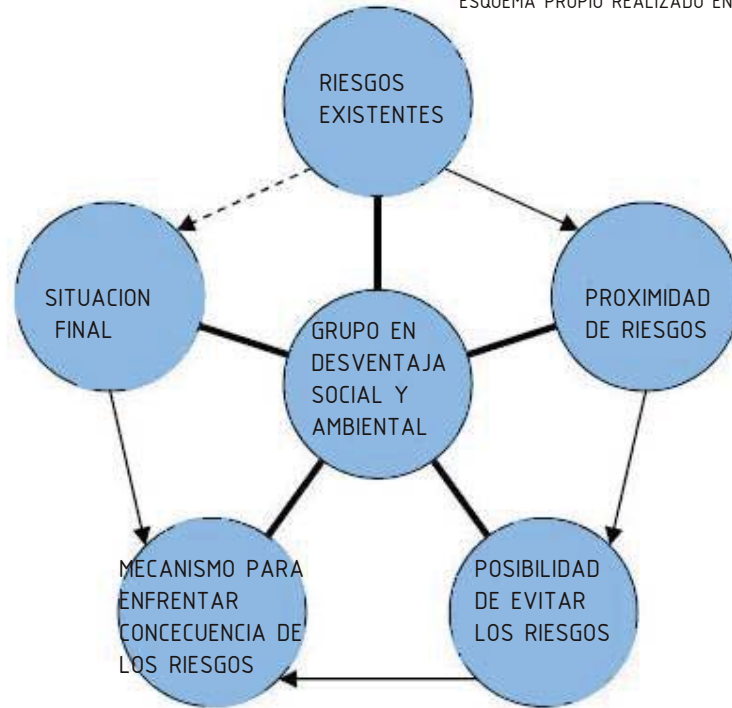 ESQUEMA PROPIO REALIZADO EN
RIESGOS
EXISTENTES
SITUACION
FINAL
PROXIMIDAD
DE RIESGOS
GRUPO EN
DESVENTAJA
SOCIAL Y
AMBIENTAL
MECANISMO PARA
ENFRENTAR
CONCECUENCIA DE
LOS RIESGOS
POSIBILIDAD
DE EVITAR
LOS RIESGOS